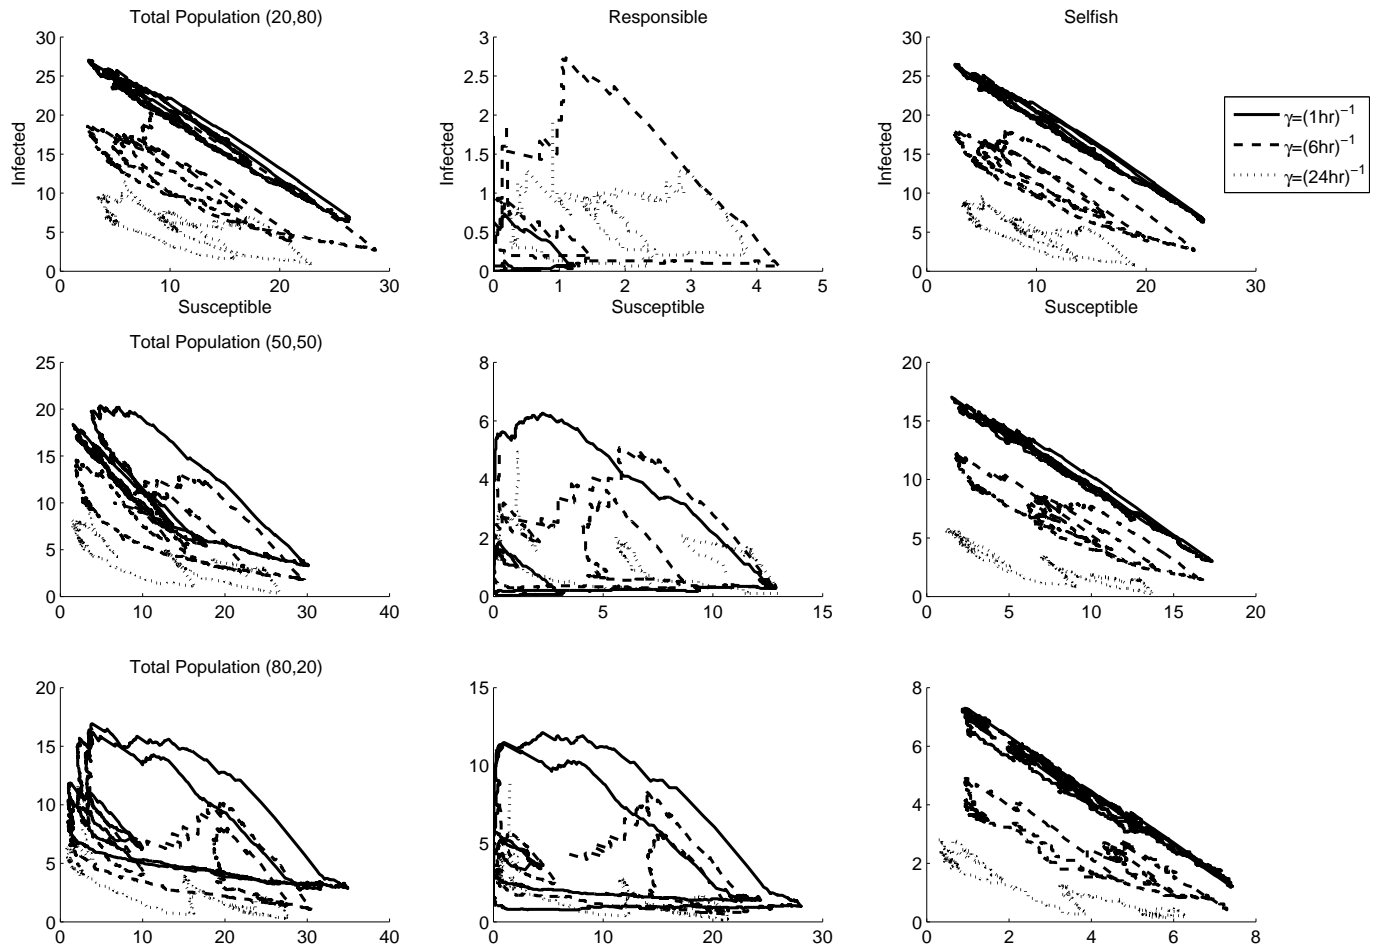 Total Population (20,80)
Responsible
Selfish
30
25
20
15
10
5
0
Infected
0 10 20 30
Susceptible
3
2.5
2
1.5
1
0.5
0
Infected
0 1 2 3 4 5
Susceptible
30
25
20
15
10
5
0
Infected
0 10 20 30
Susceptible
γ=(1hr)⁻¹
γ=(6hr)⁻¹
γ=(24hr)⁻¹
Total Population (50,50)
25
20
15
10
5
0
0 10 20 30 40
8
6
4
2
0
0 5 10 15
20
15
10
5
0
0 5 10 15 20
Total Population (80,20)
20
15
10
5
0
0 10 20 30 40
15
10
5
0
0 10 20 30
8
6
4
2
0
0 2 4 6 8